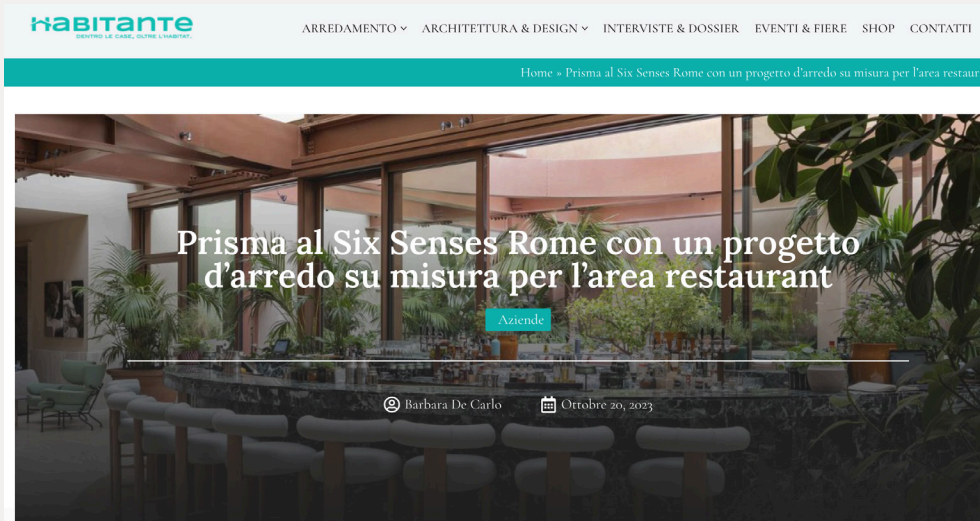 HABITANTE
DENTRO LE CASE, OLTRE L'HABITAT.
ARREDAMENTO ARCHITETTURA & DESIGN INTERVISTE & DOSSIER EVENTI & FIERE SHOP CONTATTI
Home » Prisma al Six Senses Rome con un progetto d'arredo su misura per l'area restaur
Prisma al Six Senses Rome con un progetto
d'arredo su misura per l'area restaurant
Aziende
Barbara De Carlo Ottobre 20, 2023